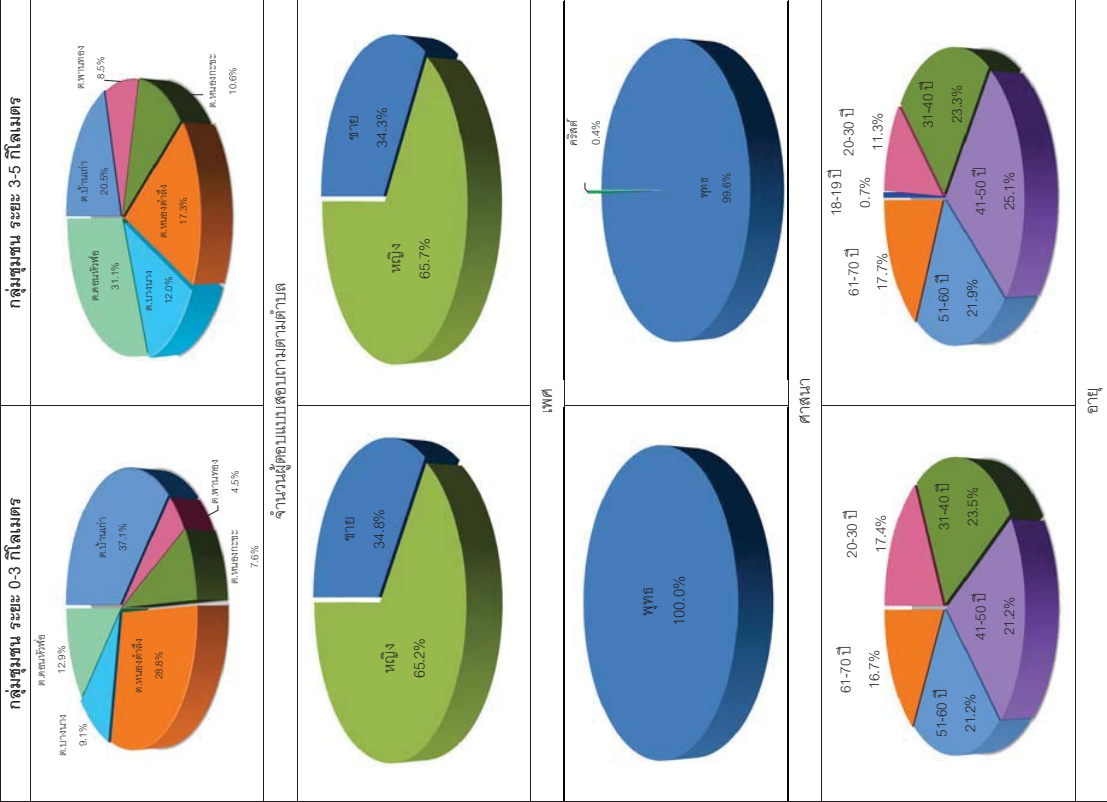 กลุ่มชุมชน ระยะ 0-3 กิโลเมตร
กลุ่มชุมชน ระยะ 3-5 กิโลเมตร
ต.บ้านเก่า
37.1%
ต.พานทอง
4.5%
ต.หนองกะขะ
7.6%
ต.หนองตำลึง
28.8%
ต.บางนาง
9.1%
ต.ดอนหัวฬ่อ
12.9%
ต.บ้านเก่า
20.5%
ต.พานทอง
8.5%
ต.หนองกะขะ
10.6%
ต.หนองตำลึง
17.3%
ต.บางนาง
12.0%
ต.ดอนหัวฬ่อ
31.1%
จำนวนผู้ตอบแบบสอบถามตามตำบล
ชาย
34.8%
หญิง
65.2%
ชาย
34.3%
หญิง
65.7%
เพศ
พุทธ
100.0%
คริสต์
0.4%
พุทธ
99.6%
ศาสนา
20-30 ปี
17.4%
31-40 ปี
23.5%
41-50 ปี
21.2%
51-60 ปี
21.2%
61-70 ปี
16.7%
18-19 ปี
0.7%
20-30 ปี
11.3%
31-40 ปี
23.3%
41-50 ปี
25.1%
51-60 ปี
21.9%
61-70 ปี
17.7%
อายุ